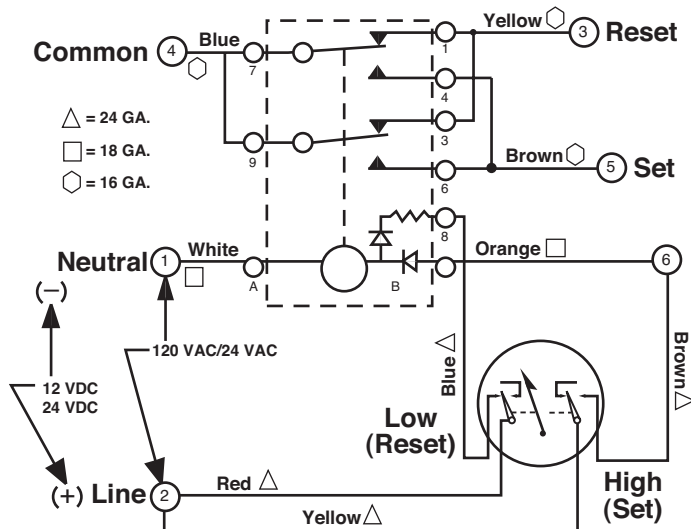 Common
4
Blue
7
1
Yellow
3
Reset
4
= 24 GA.
= 18 GA.
= 16 GA.
9
3
6
Brown
5
Set
8
Neutral
1
White
A
B
Orange
6
(–)
120 VAC/24 VAC
12 VDC
24 VDC
Blue
Brown
Low
(Reset)
High
(Set)
(+)
Line
2
Red
Yellow